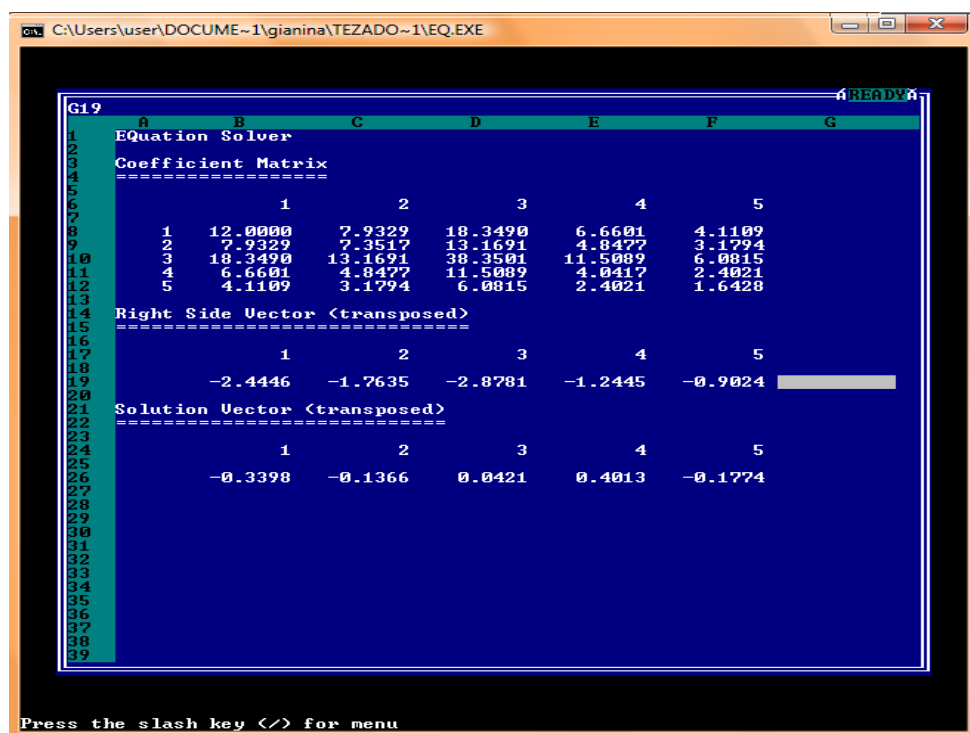 C:\Users\user\DOCUME~1\gianina\TEZADO~1\EQ.EXE
READY
G19
A B C D E F G
1 EQuation Solver
2
3 Coefficient Matrix
4 ==================
5
6 1 2 3 4 5
7
8 1 12.0000 7.9329 18.3490 6.6601 4.1109
9 2 7.9329 7.3517 13.1691 4.8477 3.1794
10 3 18.3490 13.1691 38.3501 11.5089 6.0815
11 4 6.6601 4.8477 11.5089 4.0417 2.4021
12 5 4.1109 3.1794 6.0815 2.4021 1.6428
13
14 Right Side Vector (transposed)
15 ==============================
16
17 1 2 3 4 5
18
19 -2.4446 -1.7635 -2.8781 -1.2445 -0.9024
20
21 Solution Vector (transposed)
22 ============================
23
24 1 2 3 4 5
25
26 -0.3398 -0.1366 0.0421 0.4013 -0.1774
27
28
29
30
31
32
33
34
35
36
37
38
39
Press the slash key (/) for menu